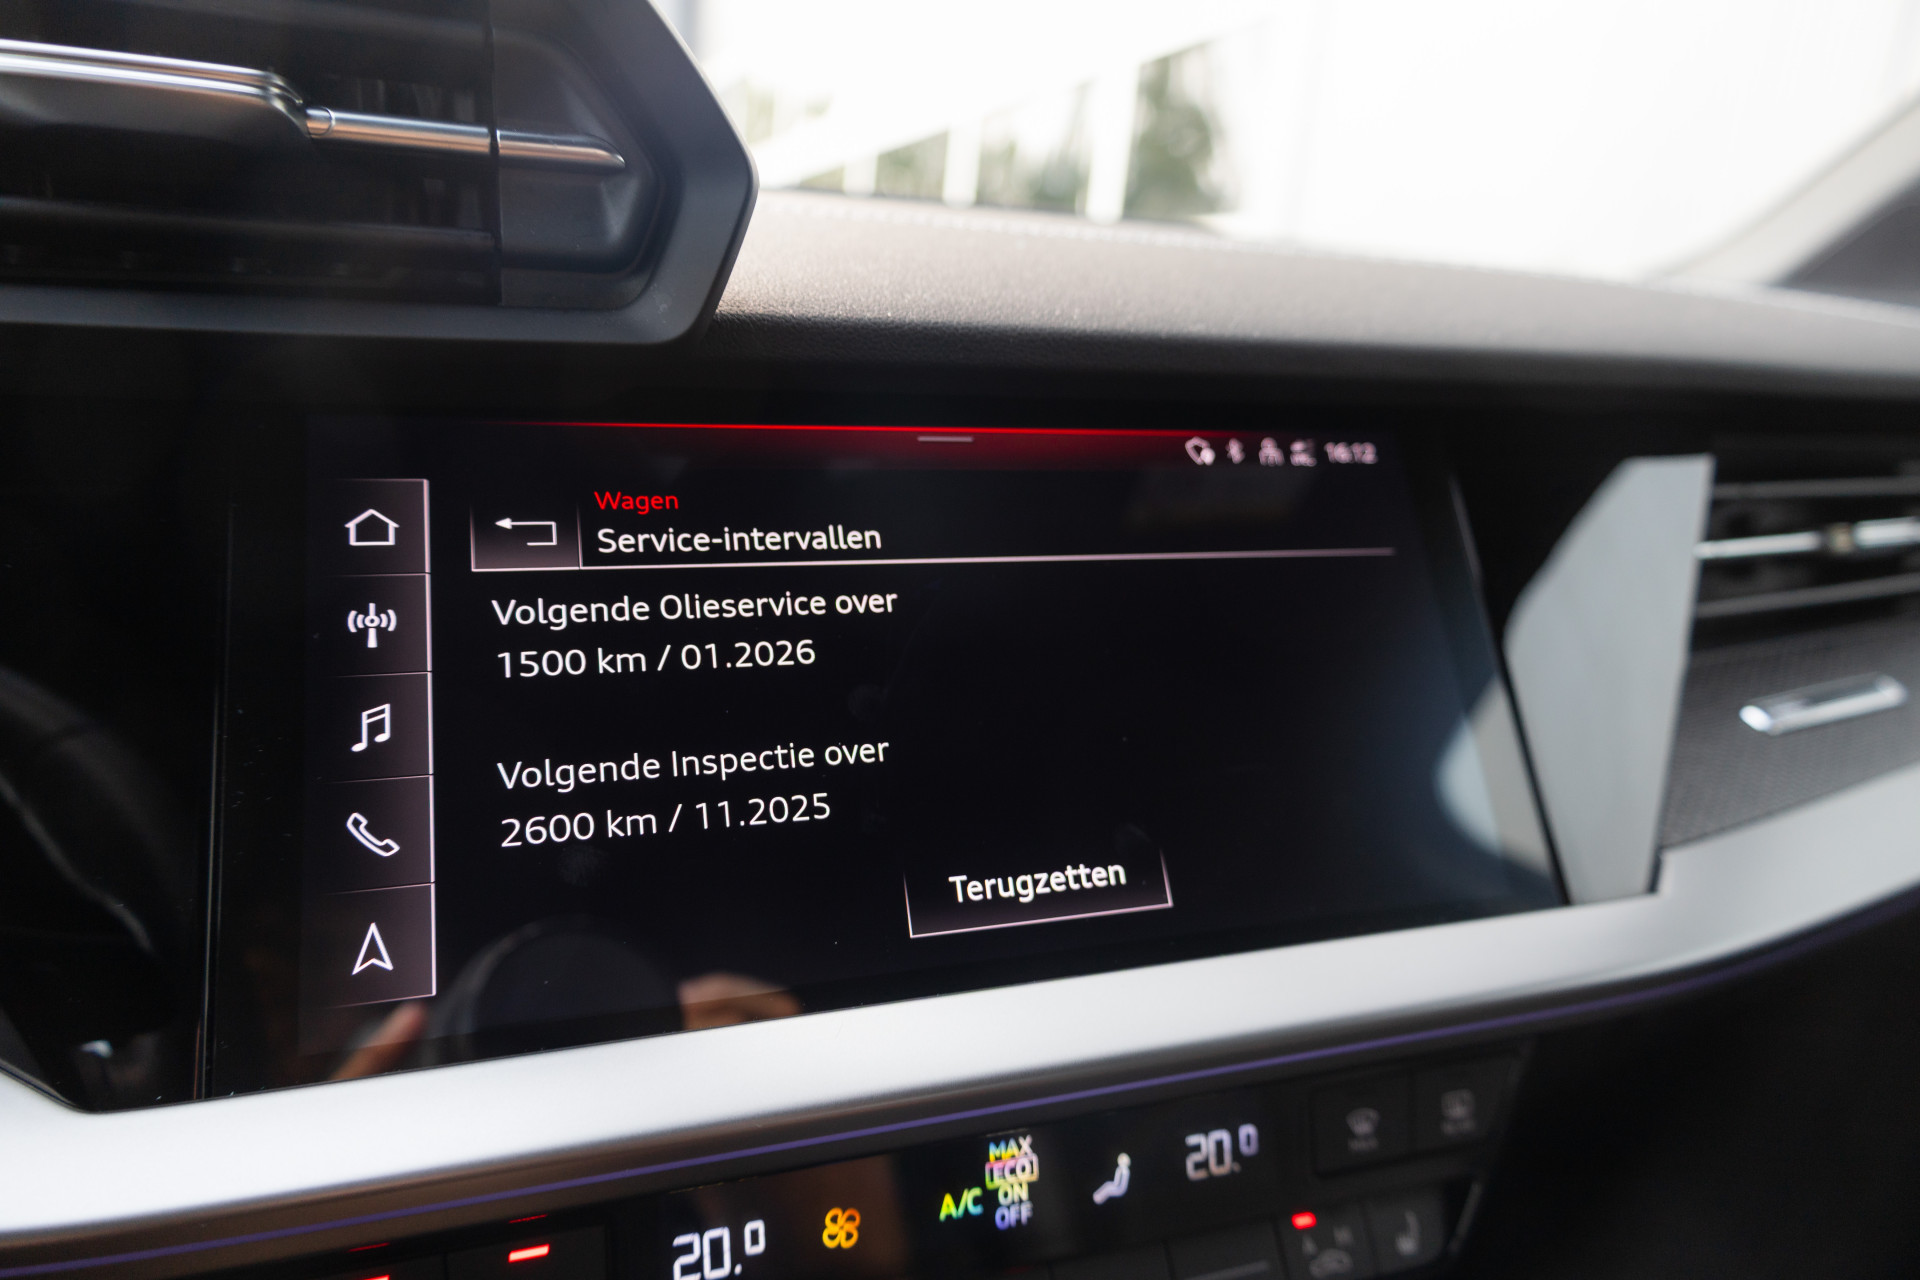 16:12
Wagen
Service-intervallen
Volgende Olieservice over
1500 km / 01.2026
Volgende Inspectie over
2600 km / 11.2025
Terugzetten
MAX
ECO
A/C ON
OFF
20.0
20.0